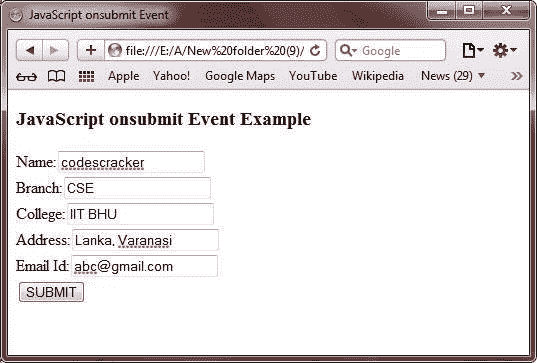 JavaScript onsubmit Event
file:///E:/A/New%20folder%20(9)/
Google
Apple Yahoo! Google Maps YouTube Wikipedia News (29)
JavaScript onsubmit Event Example
Name: codescracker
Branch: CSE
College: IIT BHU
Address: Lanka, Varanasi
Email Id: abc@gmail.com
SUBMIT